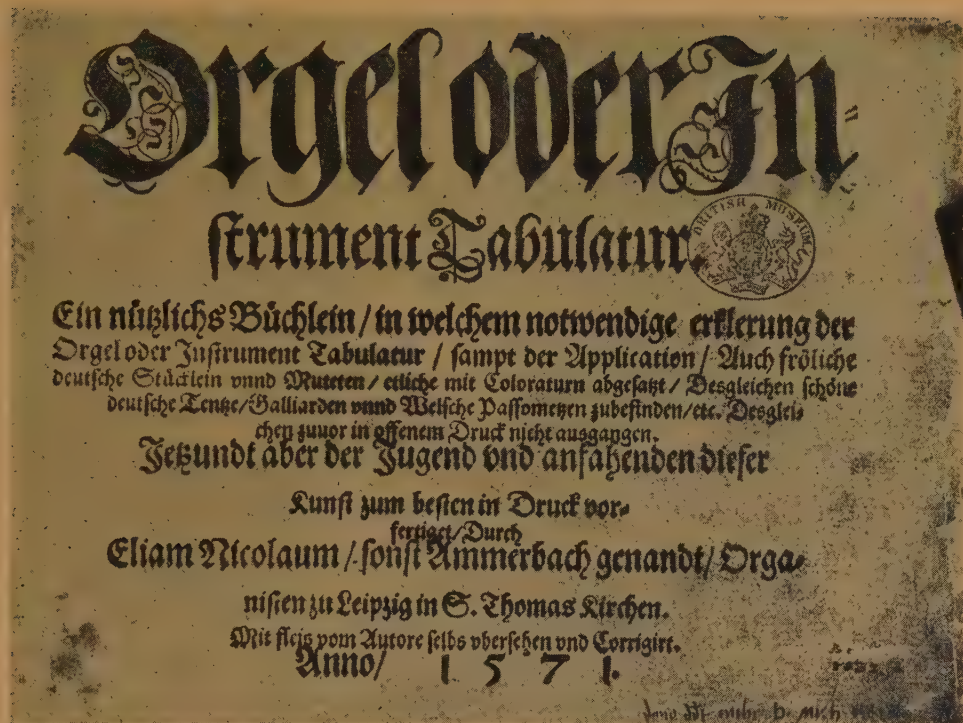 Orgel oder In=
strument Tabulatur.
BRITISH MUSEUM
Ein nützlichs Büchlein / in welchem notwendige erklerung der
Orgel oder Instrument Tabulatur / sampt der Application / Auch fröliche
deutsche Stücklein vnnd Muteten / etliche mit Coloraturn abgesatzt / Desgleichen schöne
deutsche Tentze / Galliarden vnnd Welsche Passometzen zubefinden / etc. Desglei=
chen zuuor in offenem Druck nicht ausgangen.
Jetzundt aber der Jugend vnd anfahenden dieser
Kunst zum besten in Druck vor=
fertiget / Durch
Eliam Nicolaum / sonst Ammerbach genandt / Orga=
nisten zu Leipzig in S. Thomas Kirchen.
Mit fleis vom Autore selbs vbersehen vnd Corrigirt.
Anno / 1571.